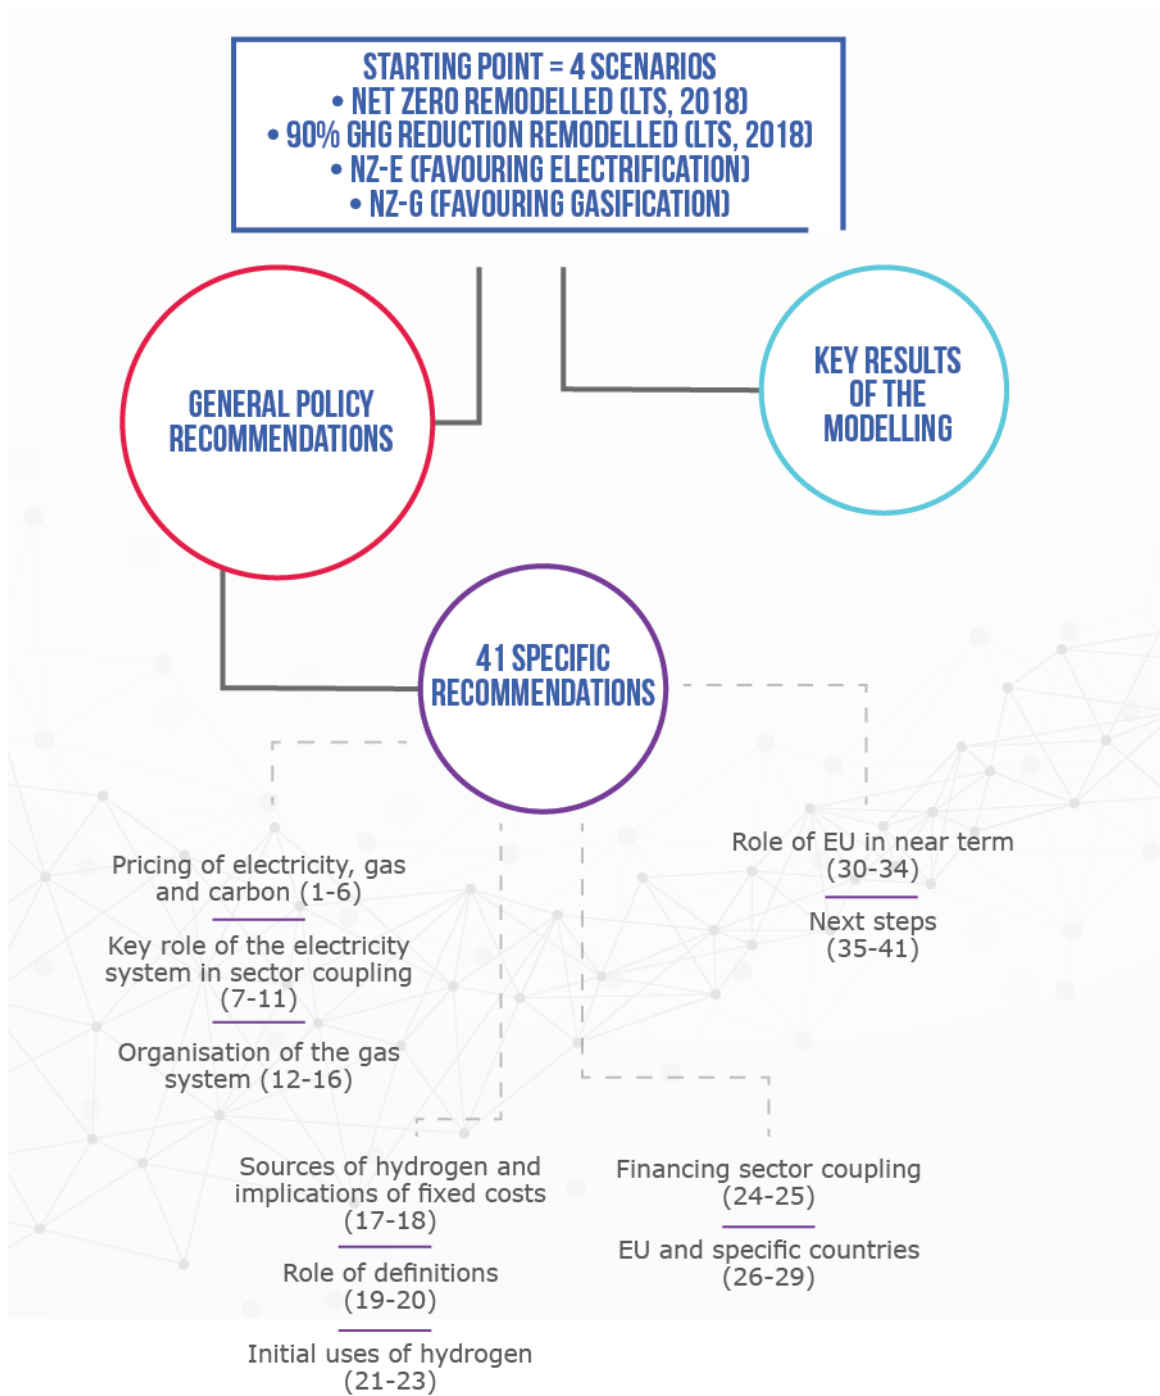 STARTING POINT = 4 SCENARIOS
• NET ZERO REMODELLED (LTS, 2018)
• 90% GHG REDUCTION REMODELLED (LTS, 2018)
• NZ-E (FAVOURING ELECTRIFICATION)
• NZ-G (FAVOURING GASIFICATION)
GENERAL POLICY
RECOMMENDATIONS
KEY RESULTS
OF THE
MODELLING
41 SPECIFIC
RECOMMENDATIONS
Pricing of electricity, gas
and carbon (1-6)
Key role of the electricity
system in sector coupling
(7-11)
Organisation of the gas
system (12-16)
Sources of hydrogen and
implications of fixed costs
(17-18)
Role of definitions
(19-20)
Initial uses of hydrogen
(21-23)
Financing sector coupling
(24-25)
EU and specific countries
(26-29)
Role of EU in near term
(30-34)
Next steps
(35-41)